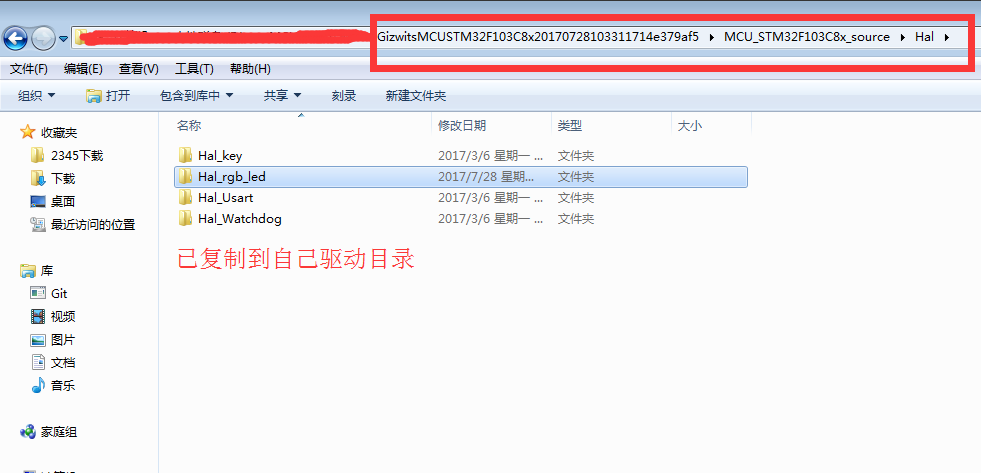 GizwitsMCUSTM32F103C8x20170728103311714e379af5 MCU_STM32F103C8x_source Hal
文件(F) 编辑(E) 查看(V) 工具(T) 帮助(H)
组织 打开 包含到库中 共享 刻录 新建文件夹
名称 修改日期 类型 大小
收藏夹
2345下载
下载
桌面
最近访问的位置
库
Git
视频
图片
文档
音乐
家庭组
Hal_key 2017/3/6 星期一 ... 文件夹
Hal_rgb_led 2017/7/28 星期... 文件夹
Hal_Usart 2017/3/6 星期一 ... 文件夹
Hal_Watchdog 2017/3/6 星期一 ... 文件夹
已复制到自己驱动目录